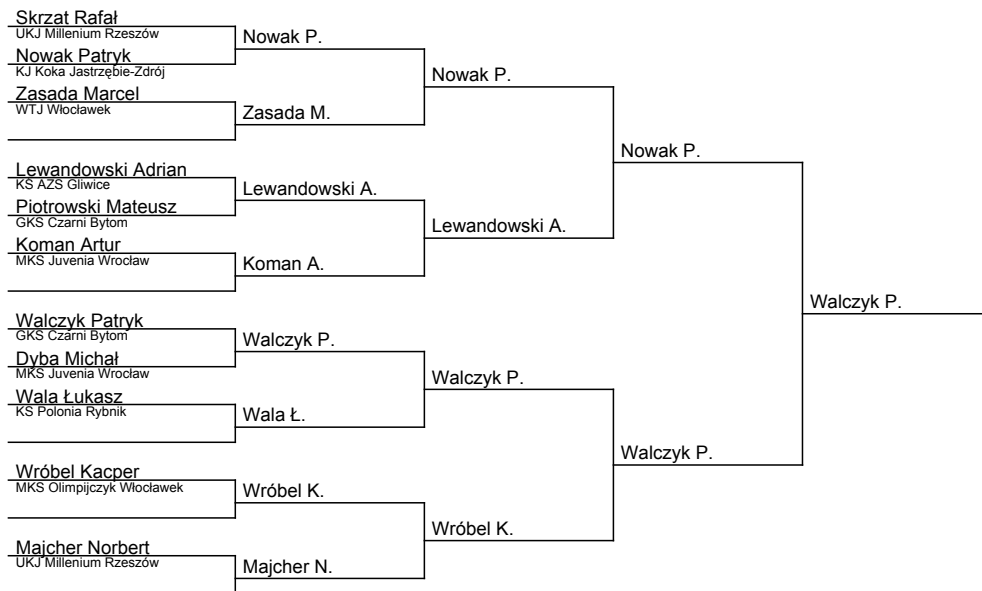 Skrzat Rafał
UKJ Millenium Rzeszów
Nowak P.
Nowak Patryk
KJ Koka Jastrzębie-Zdrój
Nowak P.
Zasada Marcel
WTJ Włocławek
Zasada M.
Nowak P.
Lewandowski Adrian
KS AZS Gliwice
Lewandowski A.
Piotrowski Mateusz
GKS Czarni Bytom
Lewandowski A.
Koman Artur
MKS Juvenia Wrocław
Koman A.
Walczyk P.
Walczyk Patryk
GKS Czarni Bytom
Walczyk P.
Dyba Michał
MKS Juvenia Wrocław
Walczyk P.
Wala Łukasz
KS Polonia Rybnik
Wala Ł.
Walczyk P.
Wróbel Kacper
MKS Olimpijczyk Włocławek
Wróbel K.
Wróbel K.
Majcher Norbert
UKJ Millenium Rzeszów
Majcher N.